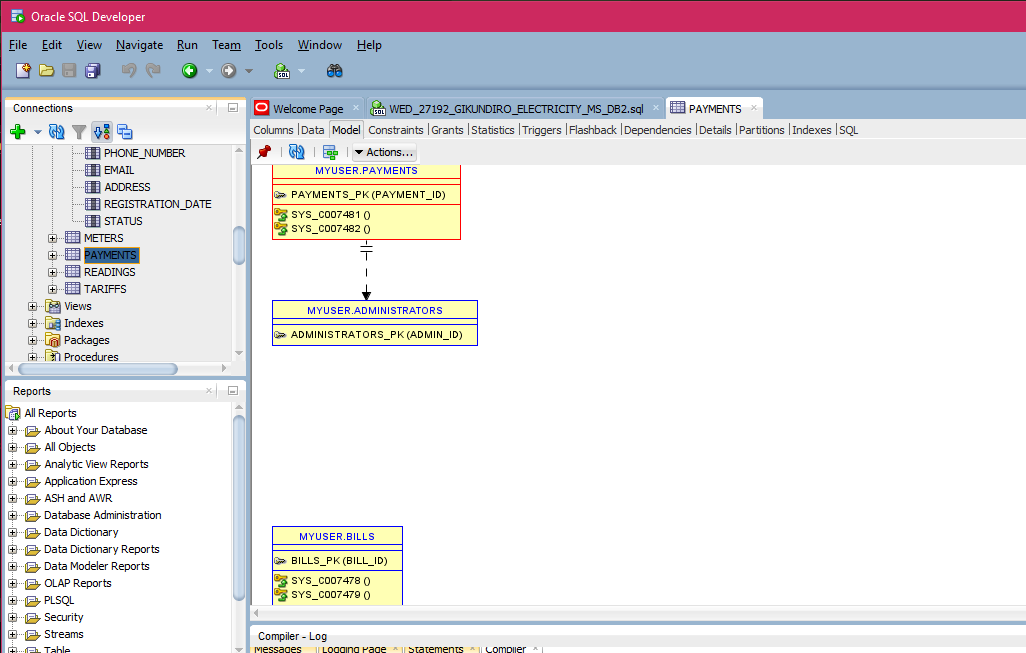 Oracle SQL Developer
File Edit View Navigate Run Team Tools Window Help
Connections
PHONE_NUMBER
EMAIL
ADDRESS
REGISTRATION_DATE
STATUS
METERS
PAYMENTS
READINGS
TARIFFS
Views
Indexes
Packages
Procedures
Reports
All Reports
About Your Database
All Objects
Analytic View Reports
Application Express
ASH and AWR
Database Administration
Data Dictionary
Data Dictionary Reports
Data Modeler Reports
OLAP Reports
PLSQL
Security
Streams
Table
Welcome Page WED_27192_GIKUNDIRO_ELECTRICITY_MS_DB2.sql PAYMENTS
Columns Data Model Constraints Grants Statistics Triggers Flashback Dependencies Details Partitions Indexes SQL
Actions...
MYUSER.PAYMENTS
PAYMENTS_PK (PAYMENT_ID)
SYS_C007481 ()
SYS_C007482 ()
MYUSER.ADMINISTRATORS
ADMINISTRATORS_PK (ADMIN_ID)
MYUSER.BILLS
BILLS_PK (BILL_ID)
SYS_C007478 ()
SYS_C007479 ()
Compiler - Log
Messages Logging Page Statements Compiler